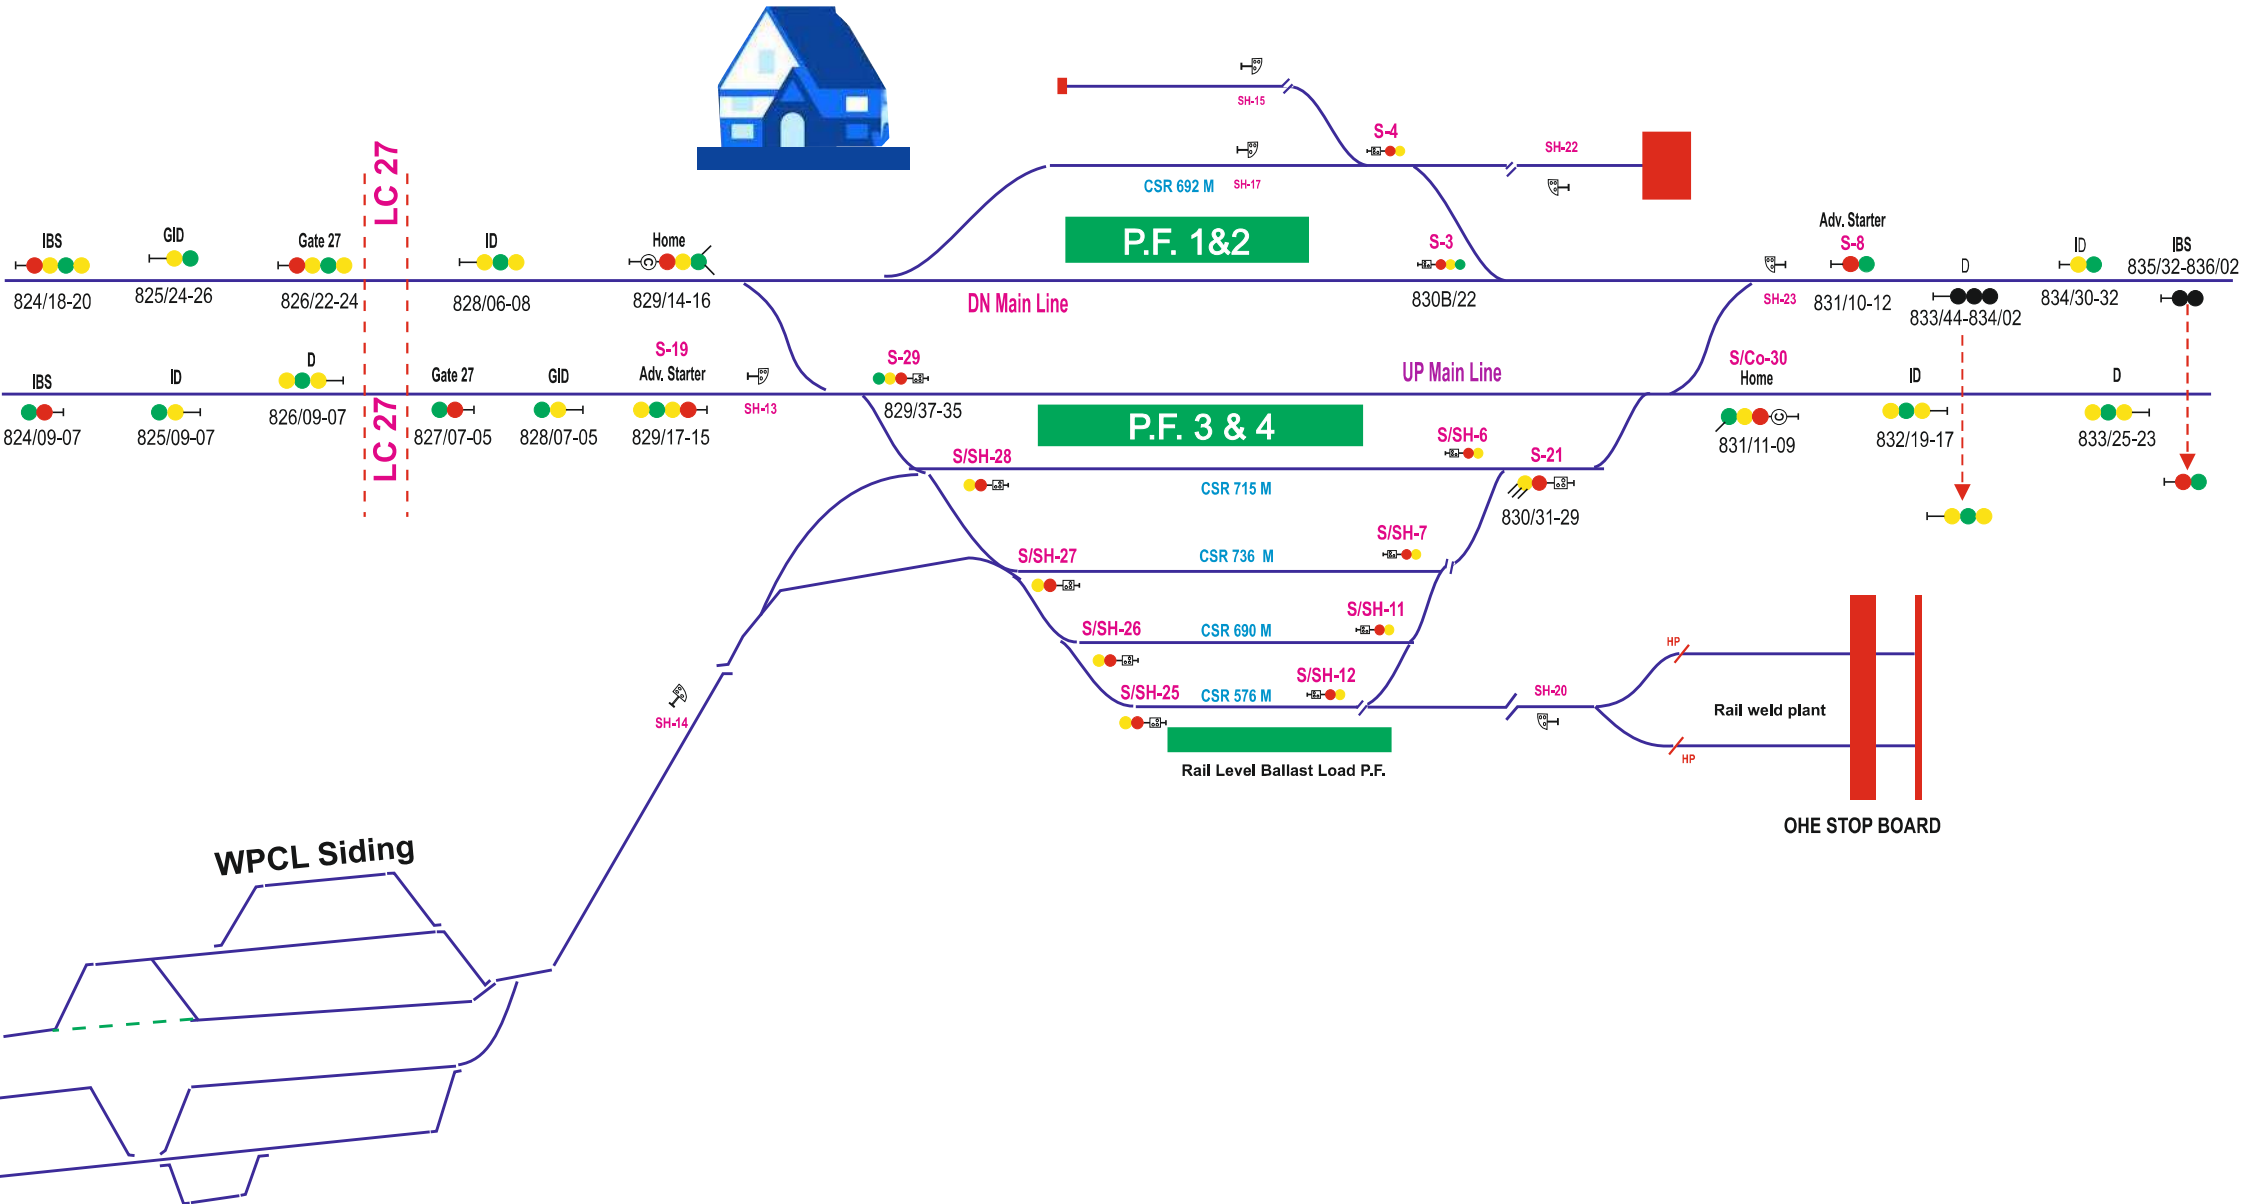 SH-15
S-4
SH-22
CSR 692 M
SH-17
LC 27
P.F. 1&2
IBS
GID
Gate 27
ID
Home
S-3
Adv. Starter
S-8
D
ID
IBS
824/18-20
825/24-26
826/22-24
828/06-08
C
829/14-16
DN Main Line
830B/22
SH-23
831/10-12
833/44-834/02
834/30-32
835/32-836/02
IBS
ID
D
Gate 27
GID
S-19
Adv. Starter
S-29
UP Main Line
S/Co-30
Home
ID
D
824/09-07
825/09-07
826/09-07
LC 27
827/07-05
828/07-05
829/17-15
SH-13
829/37-35
P.F. 3 & 4
C
831/11-09
832/19-17
833/25-23
S/SH-28
S/SH-6
S-21
CSR 715 M
830/31-29
S/SH-27
CSR 736 M
S/SH-7
S/SH-26
CSR 690 M
S/SH-11
S/SH-25
CSR 576 M
S/SH-12
SH-20
HP
Rail weld plant
HP
SH-14
Rail Level Ballast Load P.F.
OHE STOP BOARD
WPCL Siding